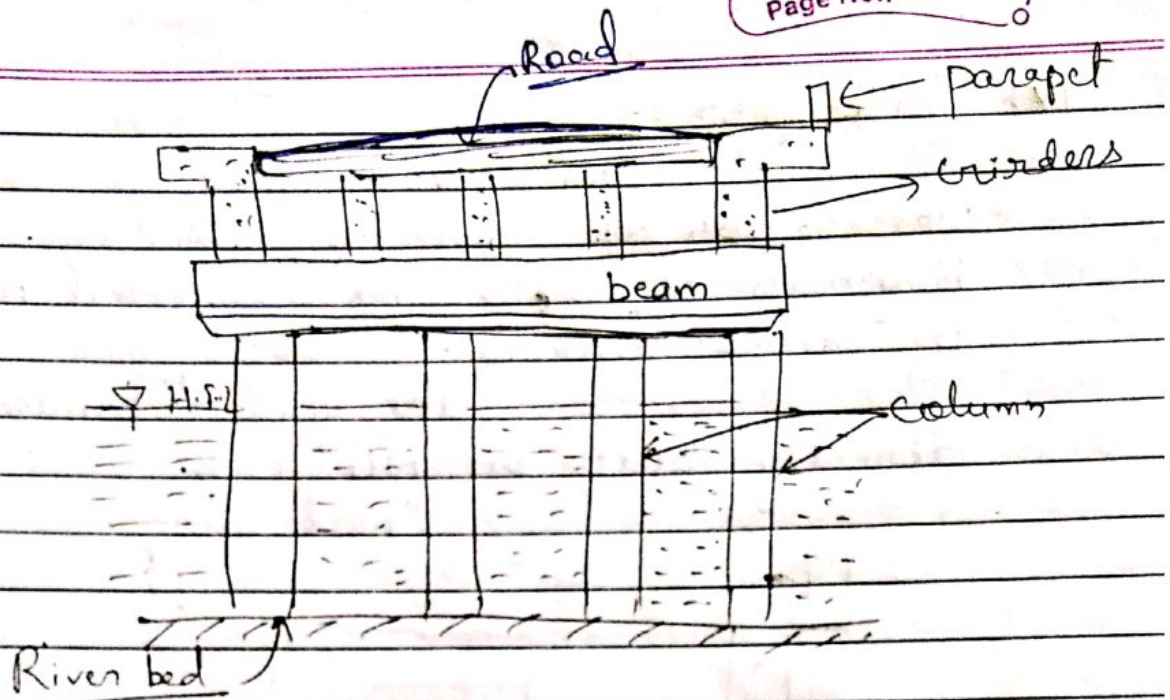 Page No.
Road
parapet
Girders
beam
H.F.L
Column
River bed